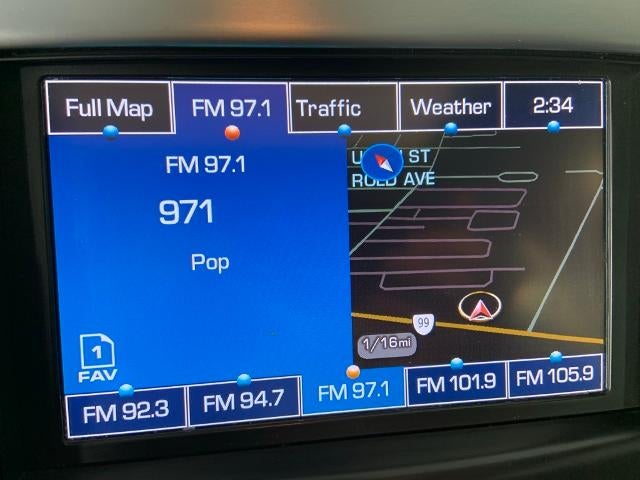 Full Map FM 97.1 Traffic Weather 2:34
FM 97.1
971
Pop
ST
AVE
99
1/16mi
1
FAV
FM 92.3 FM 94.7 FM 97.1 FM 101.9 FM 105.9